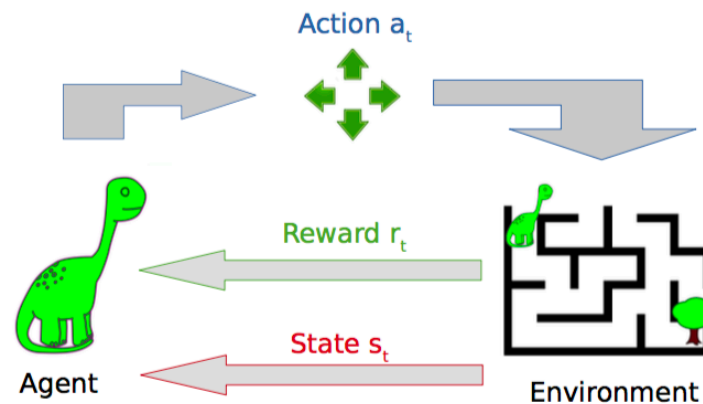 Action aₜ
Reward rₜ
State sₜ
Agent
Environment